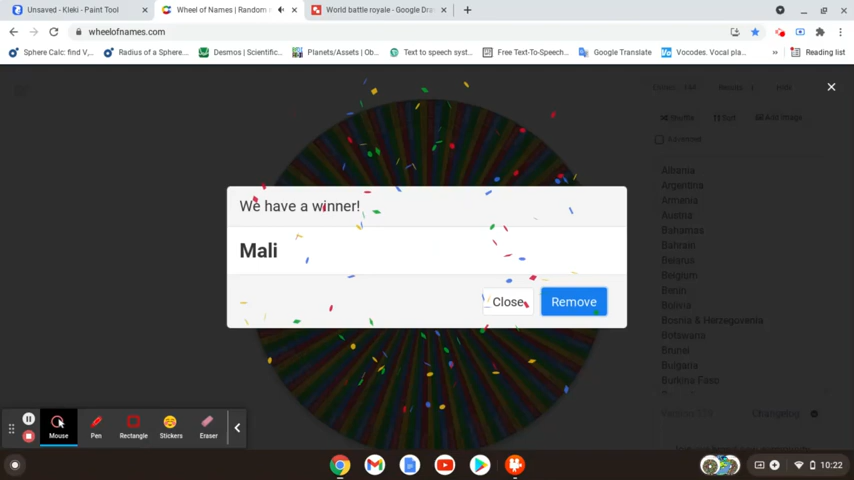 Unsaved - Kleki - Paint Tool
Wheel of Names | Random
World battle royale - Google Dra
wheelofnames.com
Sphere Calc: find V,...
Radius of a Sphere...
Desmos | Scientific...
Planets/Assets | Ob...
Text to speech syst...
Free Text-To-Speech...
Google Translate
Vocodes. Vocal pla...
Reading list
Shuffle
Sort
Add image
Advanced
Albania
Argentina
Armenia
Austria
Bahamas
Bahrain
Belarus
Belgium
Benin
Bolivia
Bosnia & Herzegovenia
Botswana
Brunei
Bulgaria
Burkina Faso
We have a winner!
Mali
Close
Remove
Changelog
Mouse
Pen
Rectangle
Stickers
Eraser
10:22